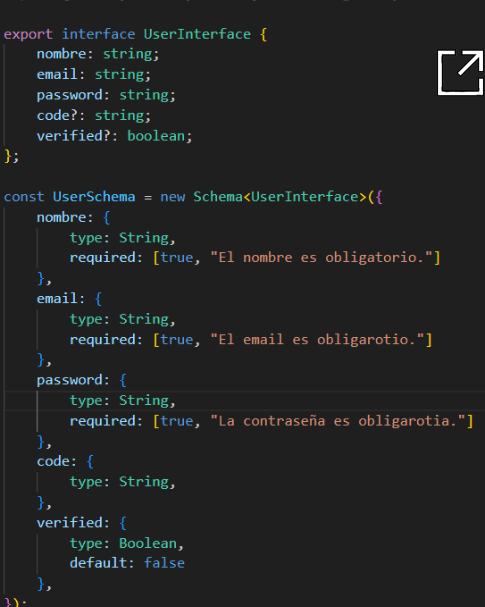 export interface UserInterface {
    nombre: string;
    email: string;
    password: string;
    code?: string;
    verified?: boolean;
};
const UserSchema = new Schema<UserInterface>({
    nombre: {
        type: String,
        required: [true, "El nombre es obligatorio."]
    },
    email: {
        type: String,
        required: [true, "El email es obligarotio."]
    },
    password: {
        type: String,
        required: [true, "La contraseña es obligarotia."]
    },
    code: {
        type: String,
    },
    verified: {
        type: Boolean,
        default: false
    },
});